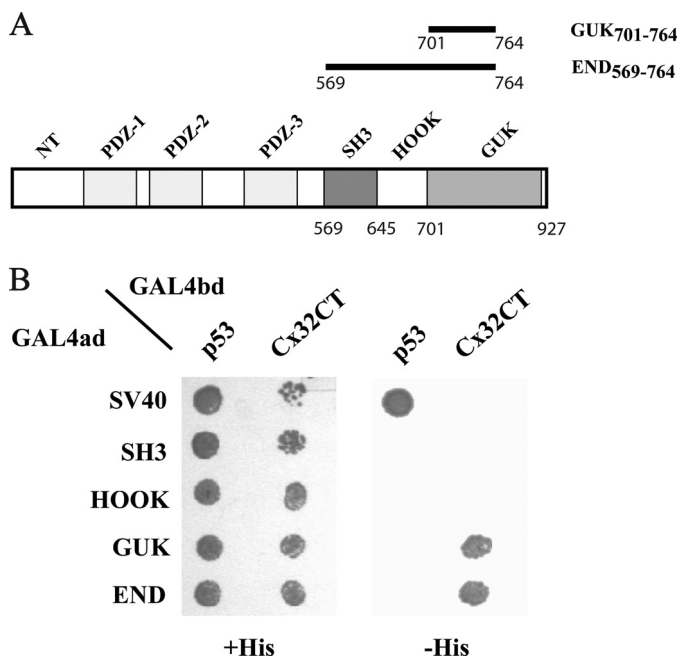 A
701 764 GUK701-764
569 764 END569-764
NT PDZ-1 PDZ-2 PDZ-3 SH3 HOOK GUK
569 645 701 927
B
GAL4bd
GAL4ad
p53 Cx32CT p53 Cx32CT
SV40
SH3
HOOK
GUK
END
+His -His